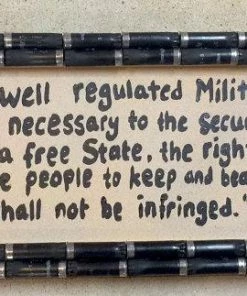 well regulated Milit
necessary to the Secu
a free State, the right
e people to keep and bea
hall not be infringed."